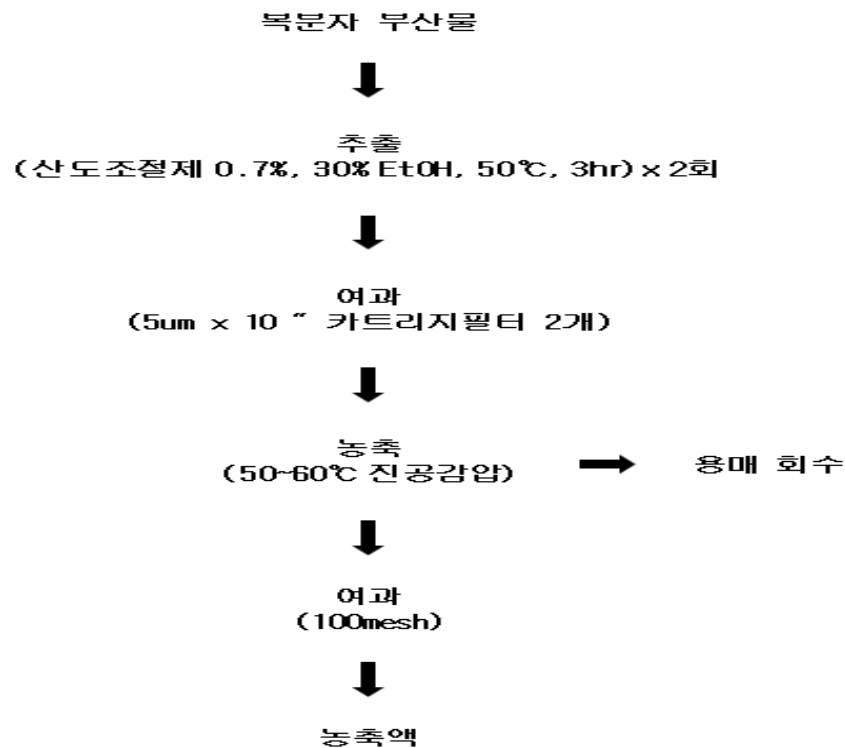 복분자 부산물
추출
(산도조절제 0.7%, 30% EtOH, 50℃, 3hr) x 2회
여과
(5um x 10 ″ 카트리지필터 2개)
농축
(50~60℃ 진공감압)
용매 회수
여과
(100mesh)
농축액